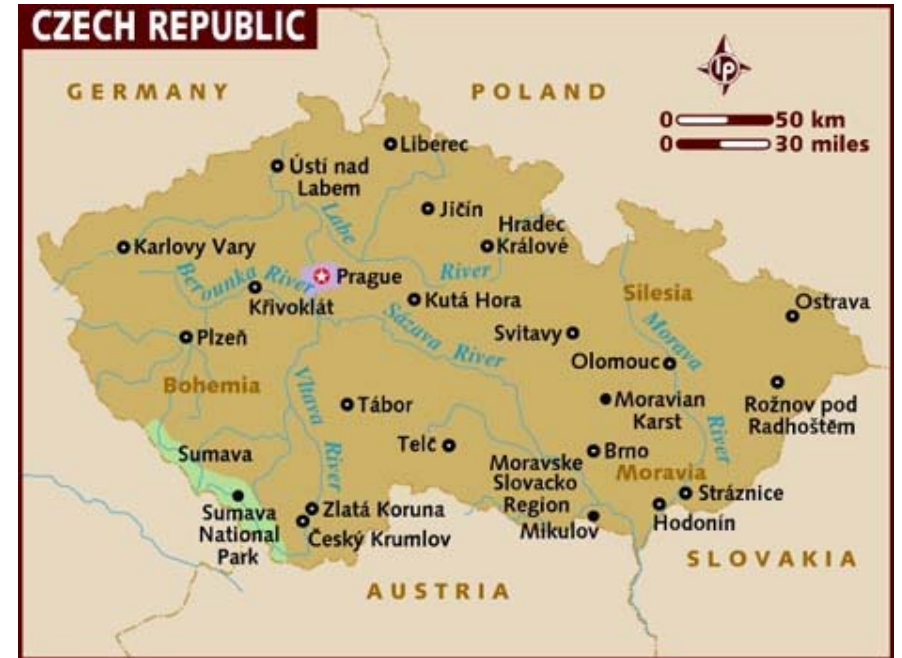 CZECH REPUBLIC
GERMANY
POLAND
lp
0 50 km
0 30 miles
Liberec
Ústí nad
Labem
Labe
Jičín
Hradec
Králové
Karlovy Vary
Berounka River
Prague
River
Křivoklát
Kutá Hora
Silesia
Ostrava
Sázava River
Svitavy
Morava
River
Plzeň
Olomouc
Bohemia
Vltava
River
Tábor
Moravian
Karst
Rožnov pod
Radhoštěm
Telč
Brno
Sumava
Moravske
Slovacko
Region
Moravia
Stráznice
Sumava
National
Park
Zlatá Koruna
Český Krumlov
Mikulov
Hodonín
SLOVAKIA
AUSTRIA